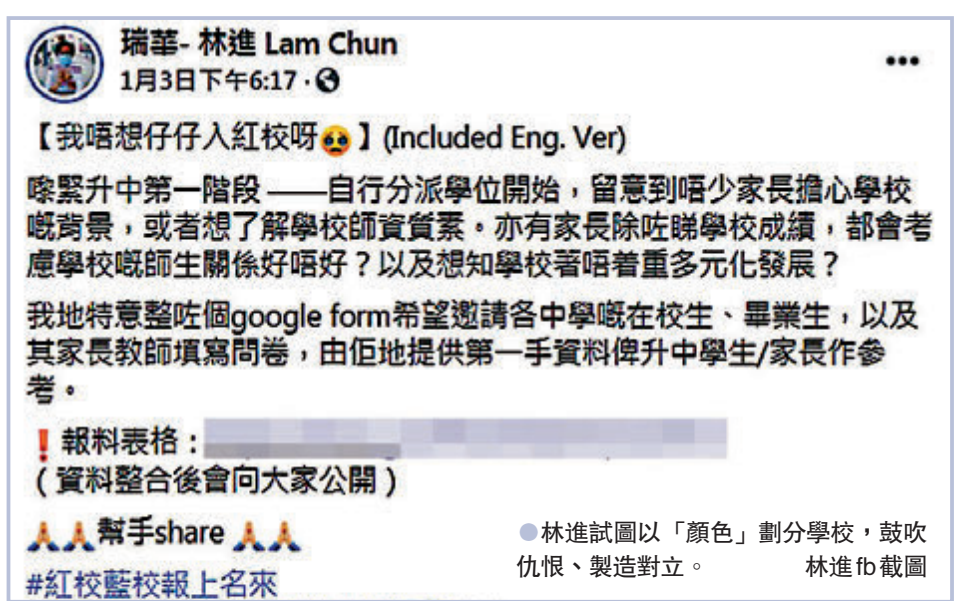 瑞華- 林進 Lam Chun
1月3日下午6:17 ·
【我唔想仔仔入紅校呀🥺】(Included Eng. Ver)
嚟緊升中第一階段 ——自行分派學位開始，留意到唔少家長擔心學校
嘅背景，或者想了解學校師資質素。亦有家長除咗睇學校成績，都會考
慮學校嘅師生關係好唔好？以及想知學校著唔着重多元化發展？
我地特意整咗個google form希望邀請各中學嘅在校生、畢業生，以及
其家長教師填寫問卷，由佢地提供第一手資料俾升中學生/家長作參
考。
❗報料表格：
（資料整合後會向大家公開）
🙏🙏幫手share 🙏🙏
#紅校藍校報上名來
●林進試圖以「顏色」劃分學校，鼓吹
仇恨、製造對立。 林進fb截圖